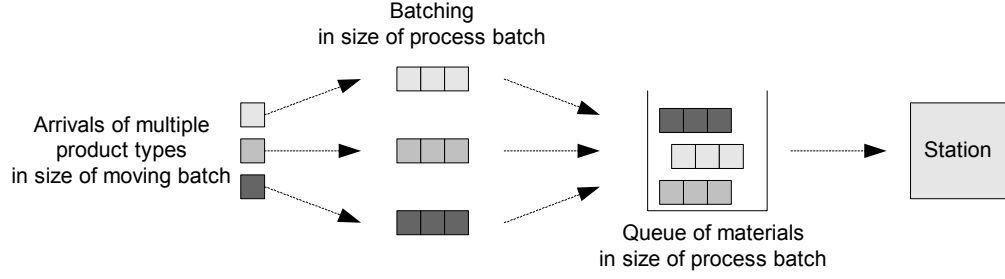 Batching
in size of process batch
Arrivals of multiple
product types
in size of moving batch
Station
Queue of materials
in size of process batch